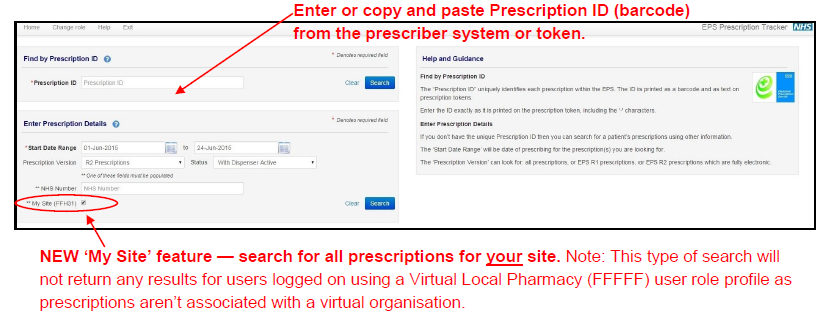 Enter or copy and paste Prescription ID (barcode)
from the prescriber system or token.
Home Change role Help Exit
EPS Prescription Tracker NHS
Find by Prescription ID ?
* Denotes required field
*Prescription ID Prescription ID
Clear Search
Enter Prescription Details ?
* Denotes required field
*Start Date Range 01-Jun-2015 to 24-Jun-2015
Prescription Version R2 Prescriptions Status With Dispenser Active
** One of these fields must be populated
** NHS Number NHS Number
** My Site (FFH31)
Clear Search
Help and Guidance
Find by Prescription ID
The "Prescription ID" uniquely identifies each prescription within the EPS. The ID is printed as a barcode and as text on
prescription tokens.
Enter the ID exactly as it is printed on the prescription token, including the '-' characters.
Enter Prescription Details
If you don't have the unique Prescription ID then you can search for a patient's prescriptions using other information.
The 'Start Date Range' will be date of prescribing for the prescription(s) you are looking for.
The 'Prescription Version' can look for all prescriptions, or EPS R1 prescriptions, or EPS R2 prescriptions which are fully electronic.
NEW ‘My Site’ feature — search for all prescriptions for your site. Note: This type of search will
not return any results for users logged on using a Virtual Local Pharmacy (FFFFF) user role profile as
prescriptions aren’t associated with a virtual organisation.